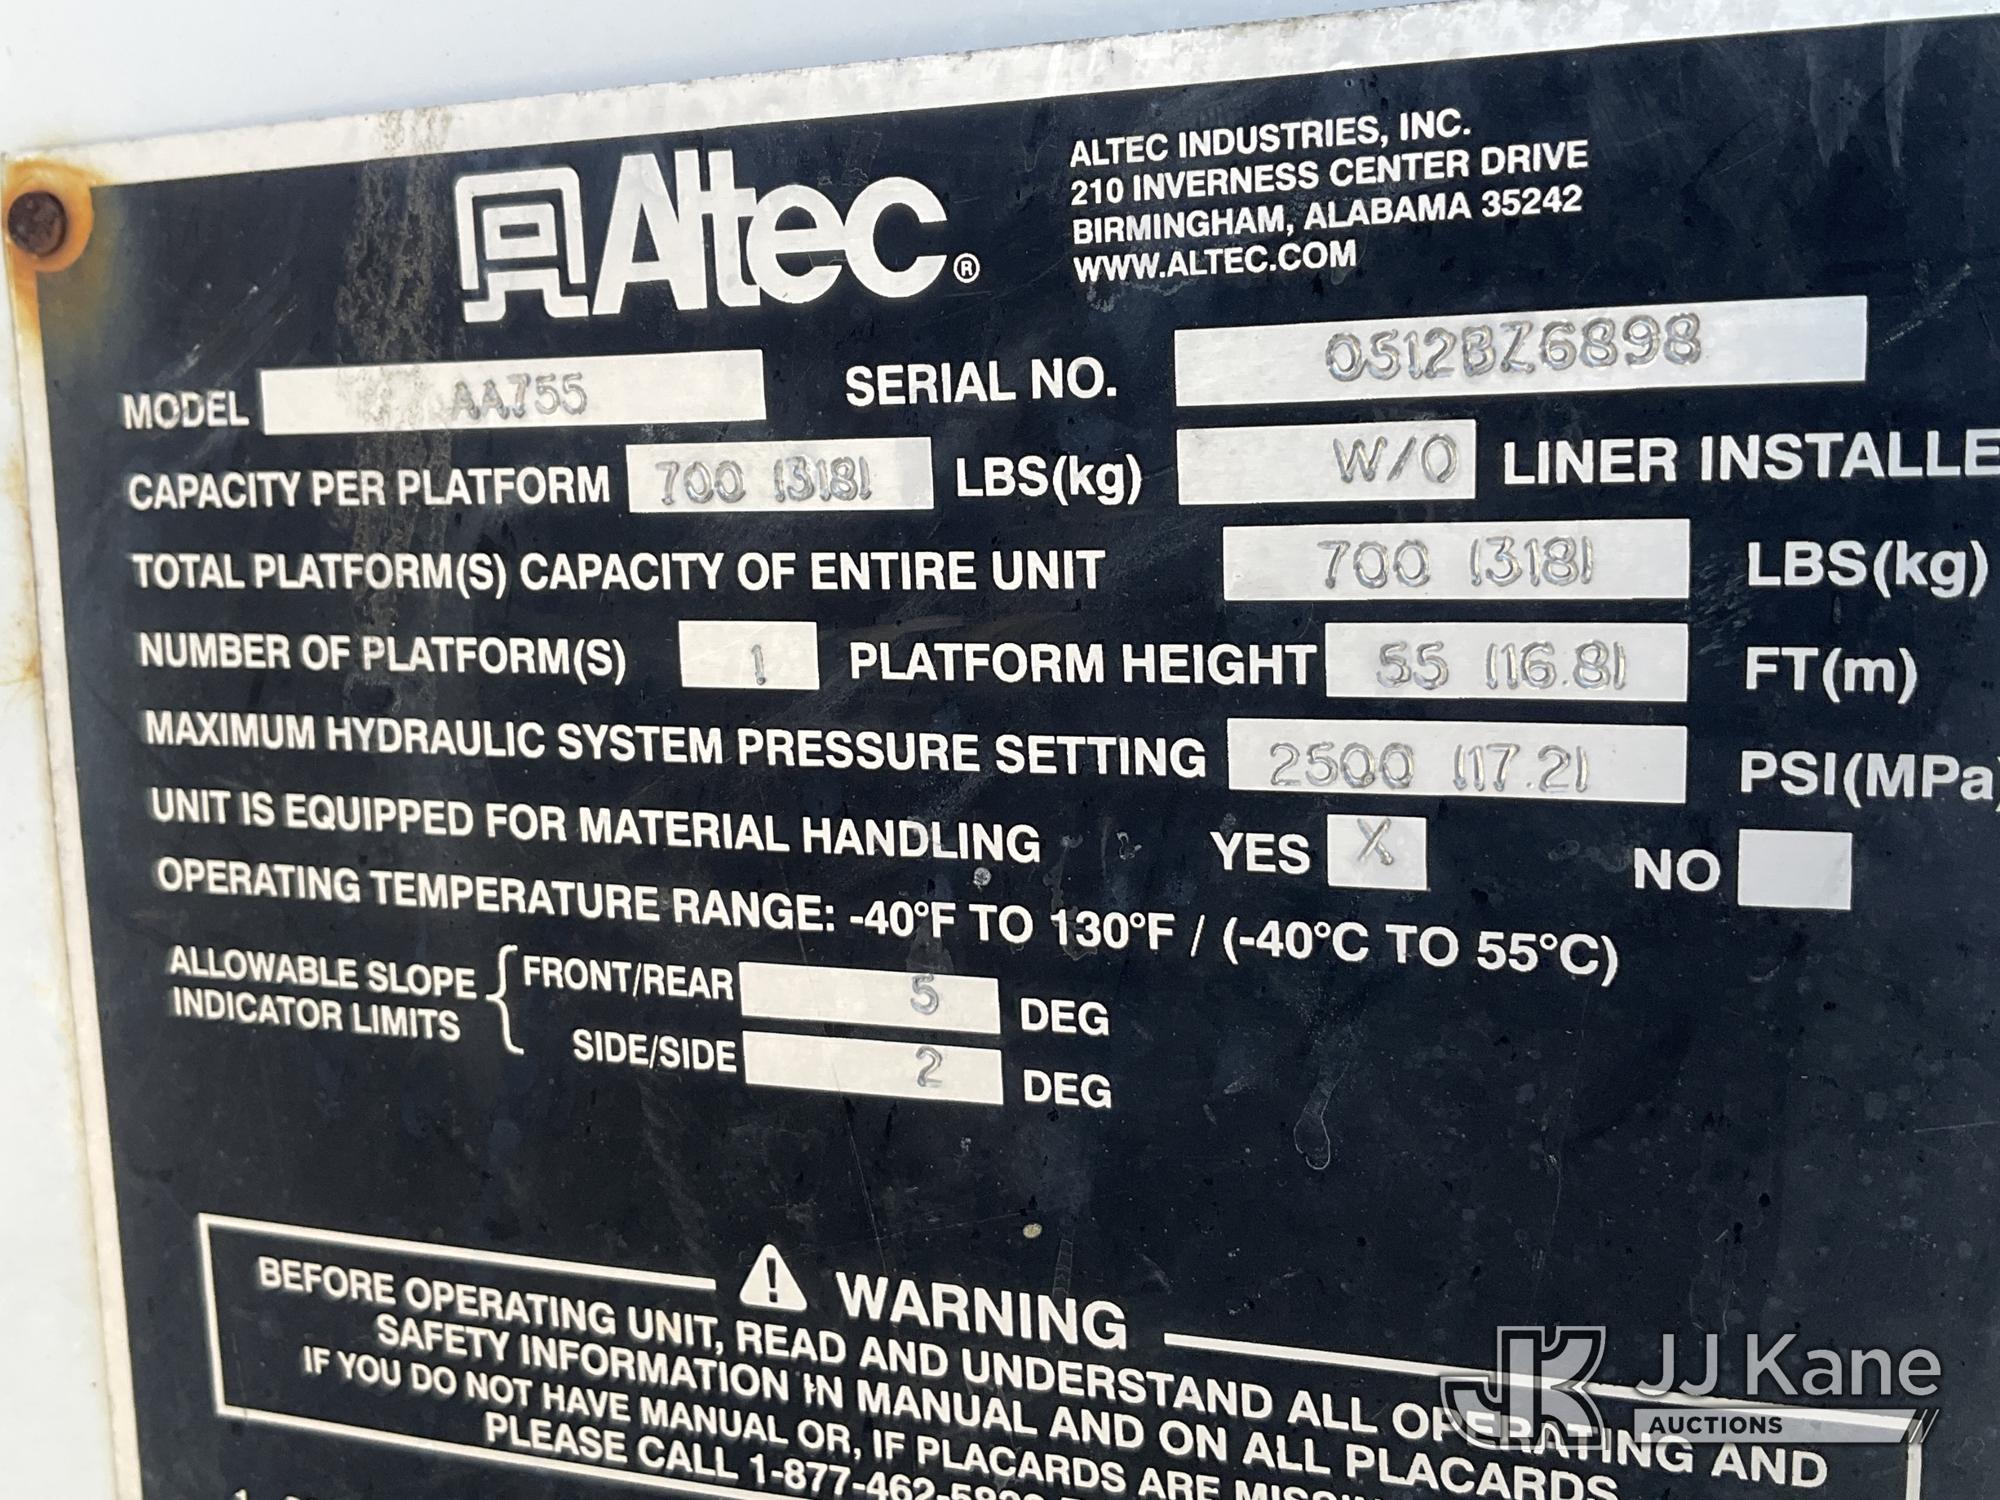 Altec®
ALTEC INDUSTRIES, INC.
210 INVERNESS CENTER DRIVE
BIRMINGHAM, ALABAMA 35242
WWW.ALTEC.COM
MODEL AA755 SERIAL NO. 0512BZ6898
CAPACITY PER PLATFORM 700 (318) LBS(kg) W/O LINER INSTALLE
TOTAL PLATFORM(S) CAPACITY OF ENTIRE UNIT 700 (318) LBS(kg)
NUMBER OF PLATFORM(S) 1 PLATFORM HEIGHT 55 (16.8) FT(m)
MAXIMUM HYDRAULIC SYSTEM PRESSURE SETTING 2500 (17.2) PSI(MPa)
UNIT IS EQUIPPED FOR MATERIAL HANDLING YES X NO
OPERATING TEMPERATURE RANGE: -40°F TO 130°F / (-40°C TO 55°C)
ALLOWABLE SLOPE
INDICATOR LIMITS
FRONT/REAR 5 DEG
SIDE/SIDE 2 DEG
WARNING
BEFORE OPERATING UNIT, READ AND UNDERSTAND ALL OPERATING AND
SAFETY INFORMATION IN MANUAL AND ON ALL PLACARDS
IF YOU DO NOT HAVE MANUAL OR, IF PLACARDS ARE
PLEASE CALL 1-877-462-
JJ Kane
AUCTIONS